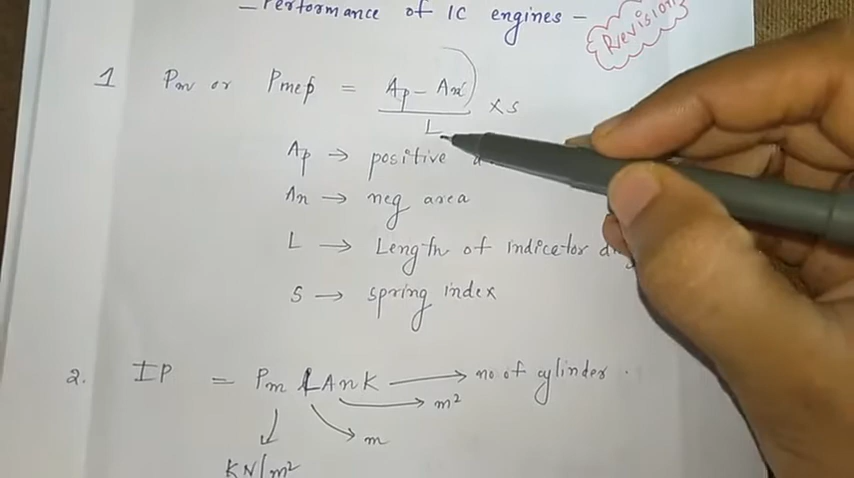 - Performance of IC engines -
Revision
1 Pm or Pmep = Ap - An / L × S
Ap → positive
An → neg area
L → Length of indicator
S → spring index
2. IP = Pm LAnK → no of cylinder.
m²
m
KN/m²